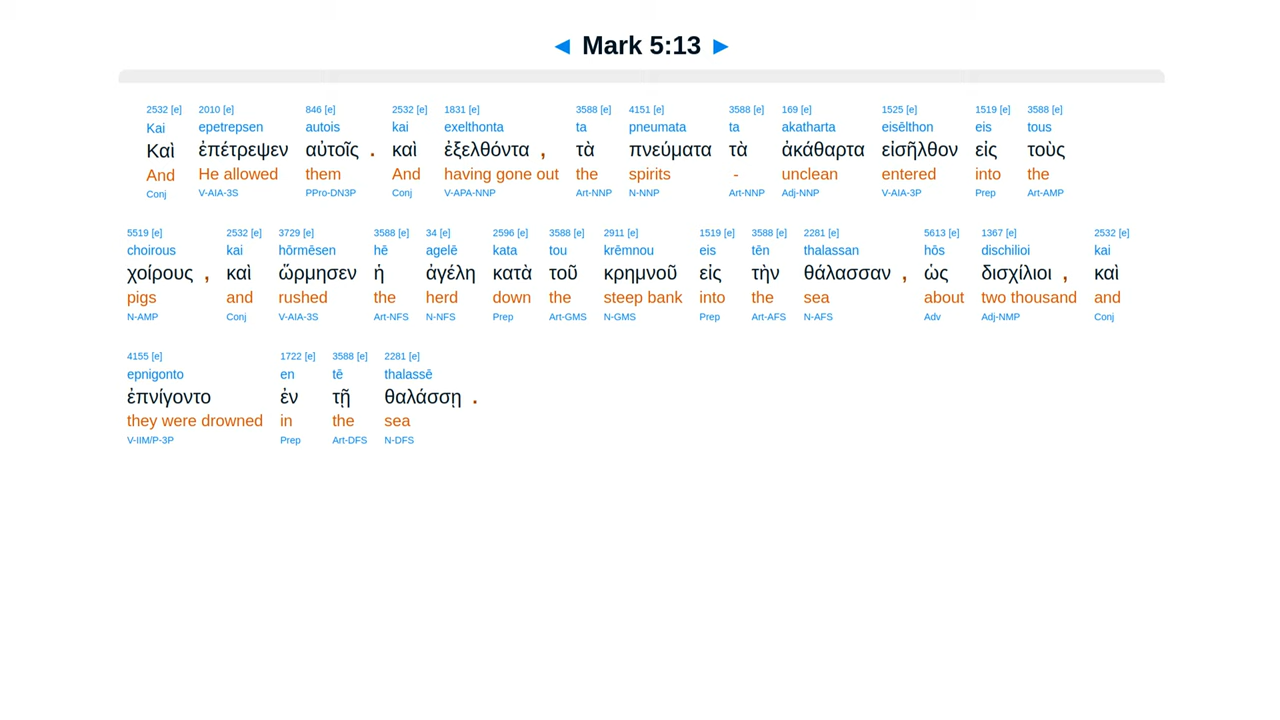 ◄ Mark 5:13 ►
2532 [e] 2010 [e] 846 [e] 2532 [e] 1831 [e] 3588 [e] 4151 [e] 3588 [e] 169 [e] 1525 [e] 1519 [e] 3588 [e]
Kai epetrepsen autois kai exelthonta ta pneumata ta akatharta eisēlthon eis tous
Καὶ ἐπέτρεψεν αὐτοῖς . καὶ ἐξελθόντα , τὰ πνεύματα τὰ ἀκάθαρτα εἰσῆλθον εἰς τοὺς
And He allowed them And having gone out the spirits - unclean entered into the
Conj V-AIA-3S PPro-DN3P Conj V-APA-NNP Art-NNP N-NNP Art-NNP Adj-NNP V-AIA-3P Prep Art-AMP
5519 [e] 2532 [e] 3729 [e] 3588 [e] 34 [e] 2596 [e] 3588 [e] 2911 [e] 1519 [e] 3588 [e] 2281 [e] 5613 [e] 1367 [e] 2532 [e]
choirous kai hōrmēsen hē agelē kata tou krēmnou eis tēn thalassan hōs dischilioi kai
χοίρους , καὶ ὥρμησεν ἡ ἀγέλη κατὰ τοῦ κρημνοῦ εἰς τὴν θάλασσαν , ὡς δισχίλιοι , καὶ
pigs and rushed the herd down the steep bank into the sea about two thousand and
N-AMP Conj V-AIA-3S Art-NFS N-NFS Prep Art-GMS N-GMS Prep Art-AFS N-AFS Adv Adj-NMP Conj
4155 [e] 1722 [e] 3588 [e] 2281 [e]
epnigonto en tē thalassē
ἐπνίγοντο ἐν τῇ θαλάσσῃ .
they were drowned in the sea
V-IIM/P-3P Prep Art-DFS N-DFS